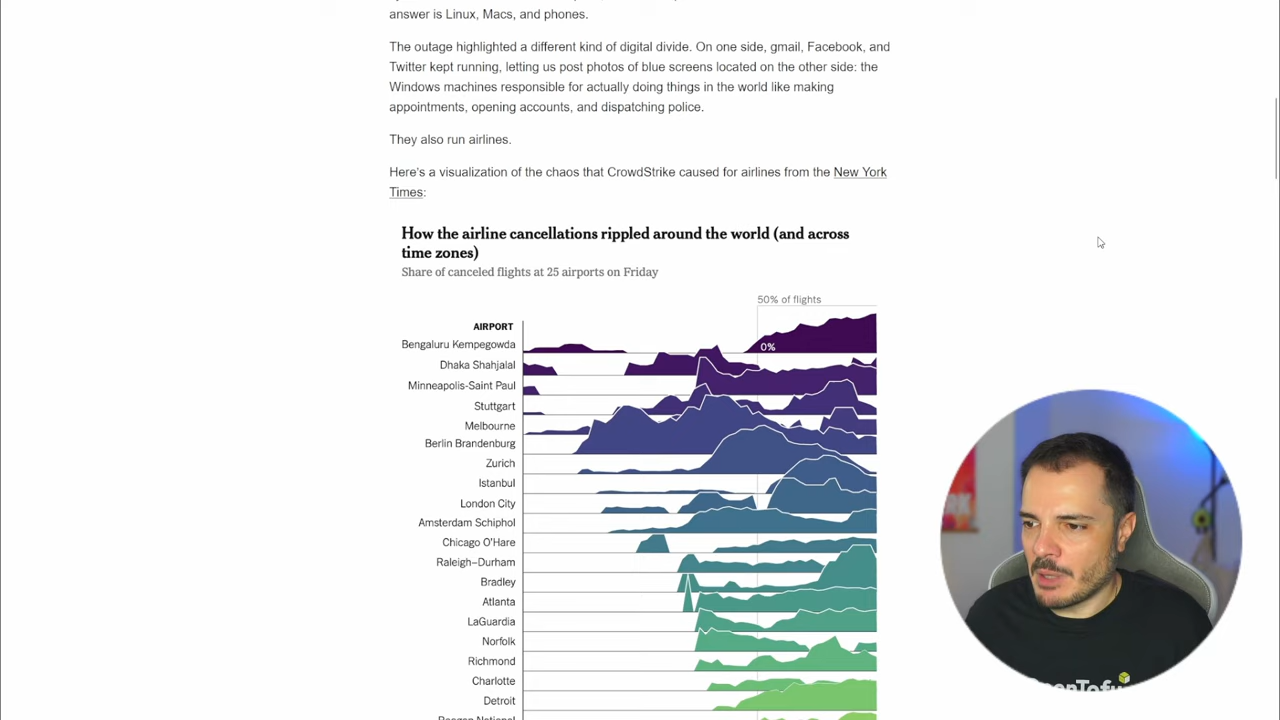 answer is Linux, Macs, and phones.
The outage highlighted a different kind of digital divide. On one side, gmail, Facebook, and
Twitter kept running, letting us post photos of blue screens located on the other side: the
Windows machines responsible for actually doing things in the world like making
appointments, opening accounts, and dispatching police.
They also run airlines.
Here's a visualization of the chaos that CrowdStrike caused for airlines from the New York
Times:
How the airline cancellations rippled around the world (and across
time zones)
Share of canceled flights at 25 airports on Friday
50% of flights
AIRPORT
Bengaluru Kempegowda
0%
Dhaka Shahjalal
Minneapolis-Saint Paul
Stuttgart
Melbourne
Berlin Brandenburg
Zurich
Istanbul
London City
Amsterdam Schiphol
Chicago O'Hare
Raleigh–Durham
Bradley
Atlanta
LaGuardia
Norfolk
Richmond
Charlotte
Detroit
Reagan National